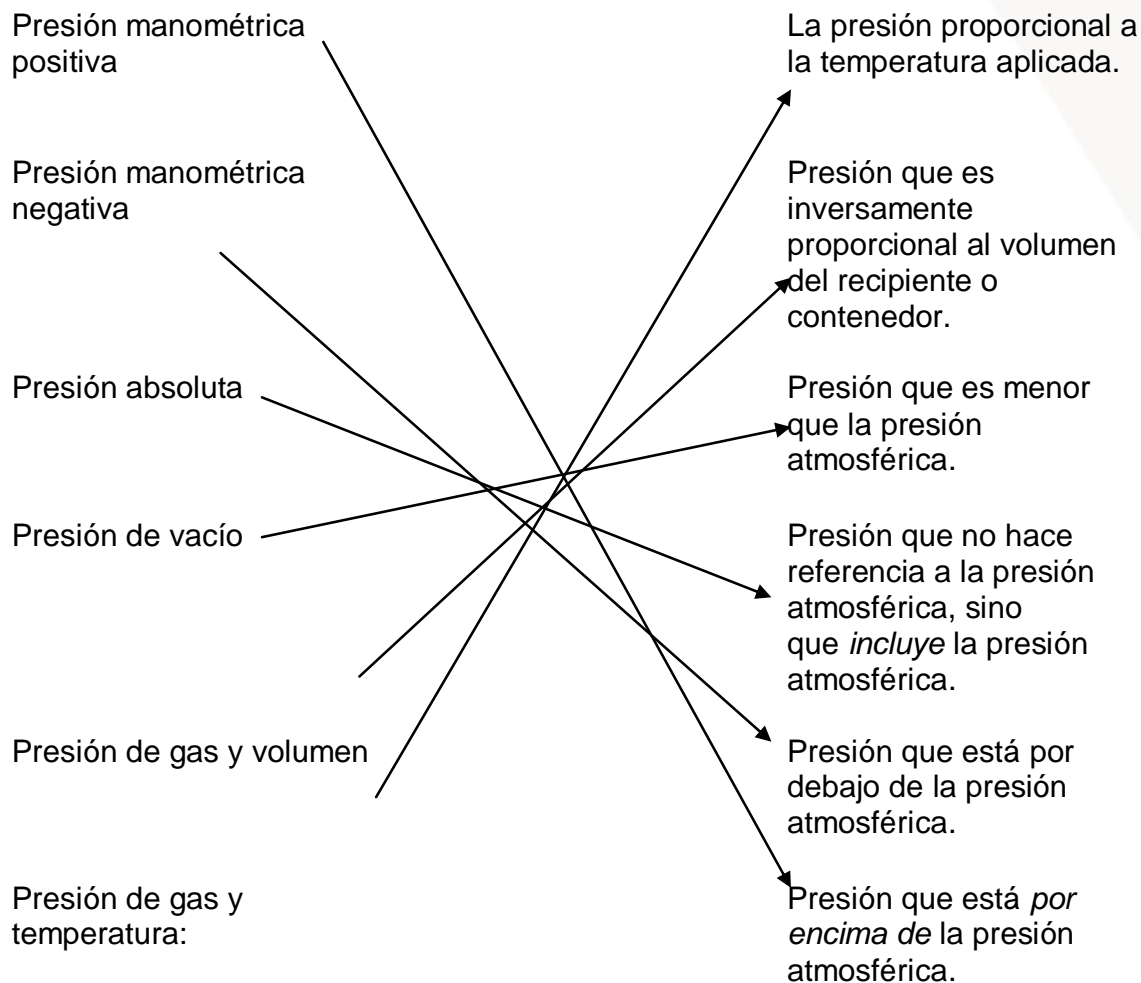 Presión manométrica
positiva
Presión manométrica
negativa
Presión absoluta
Presión de vacío
Presión de gas y volumen
Presión de gas y
temperatura:
La presión proporcional a
la temperatura aplicada.
Presión que es
inversamente
proporcional al volumen
del recipiente o
contenedor.
Presión que es menor
que la presión
atmosférica.
Presión que no hace
referencia a la presión
atmosférica, sino
que incluye la presión
atmosférica.
Presión que está por
debajo de la presión
atmosférica.
Presión que está por
encima de la presión
atmosférica.